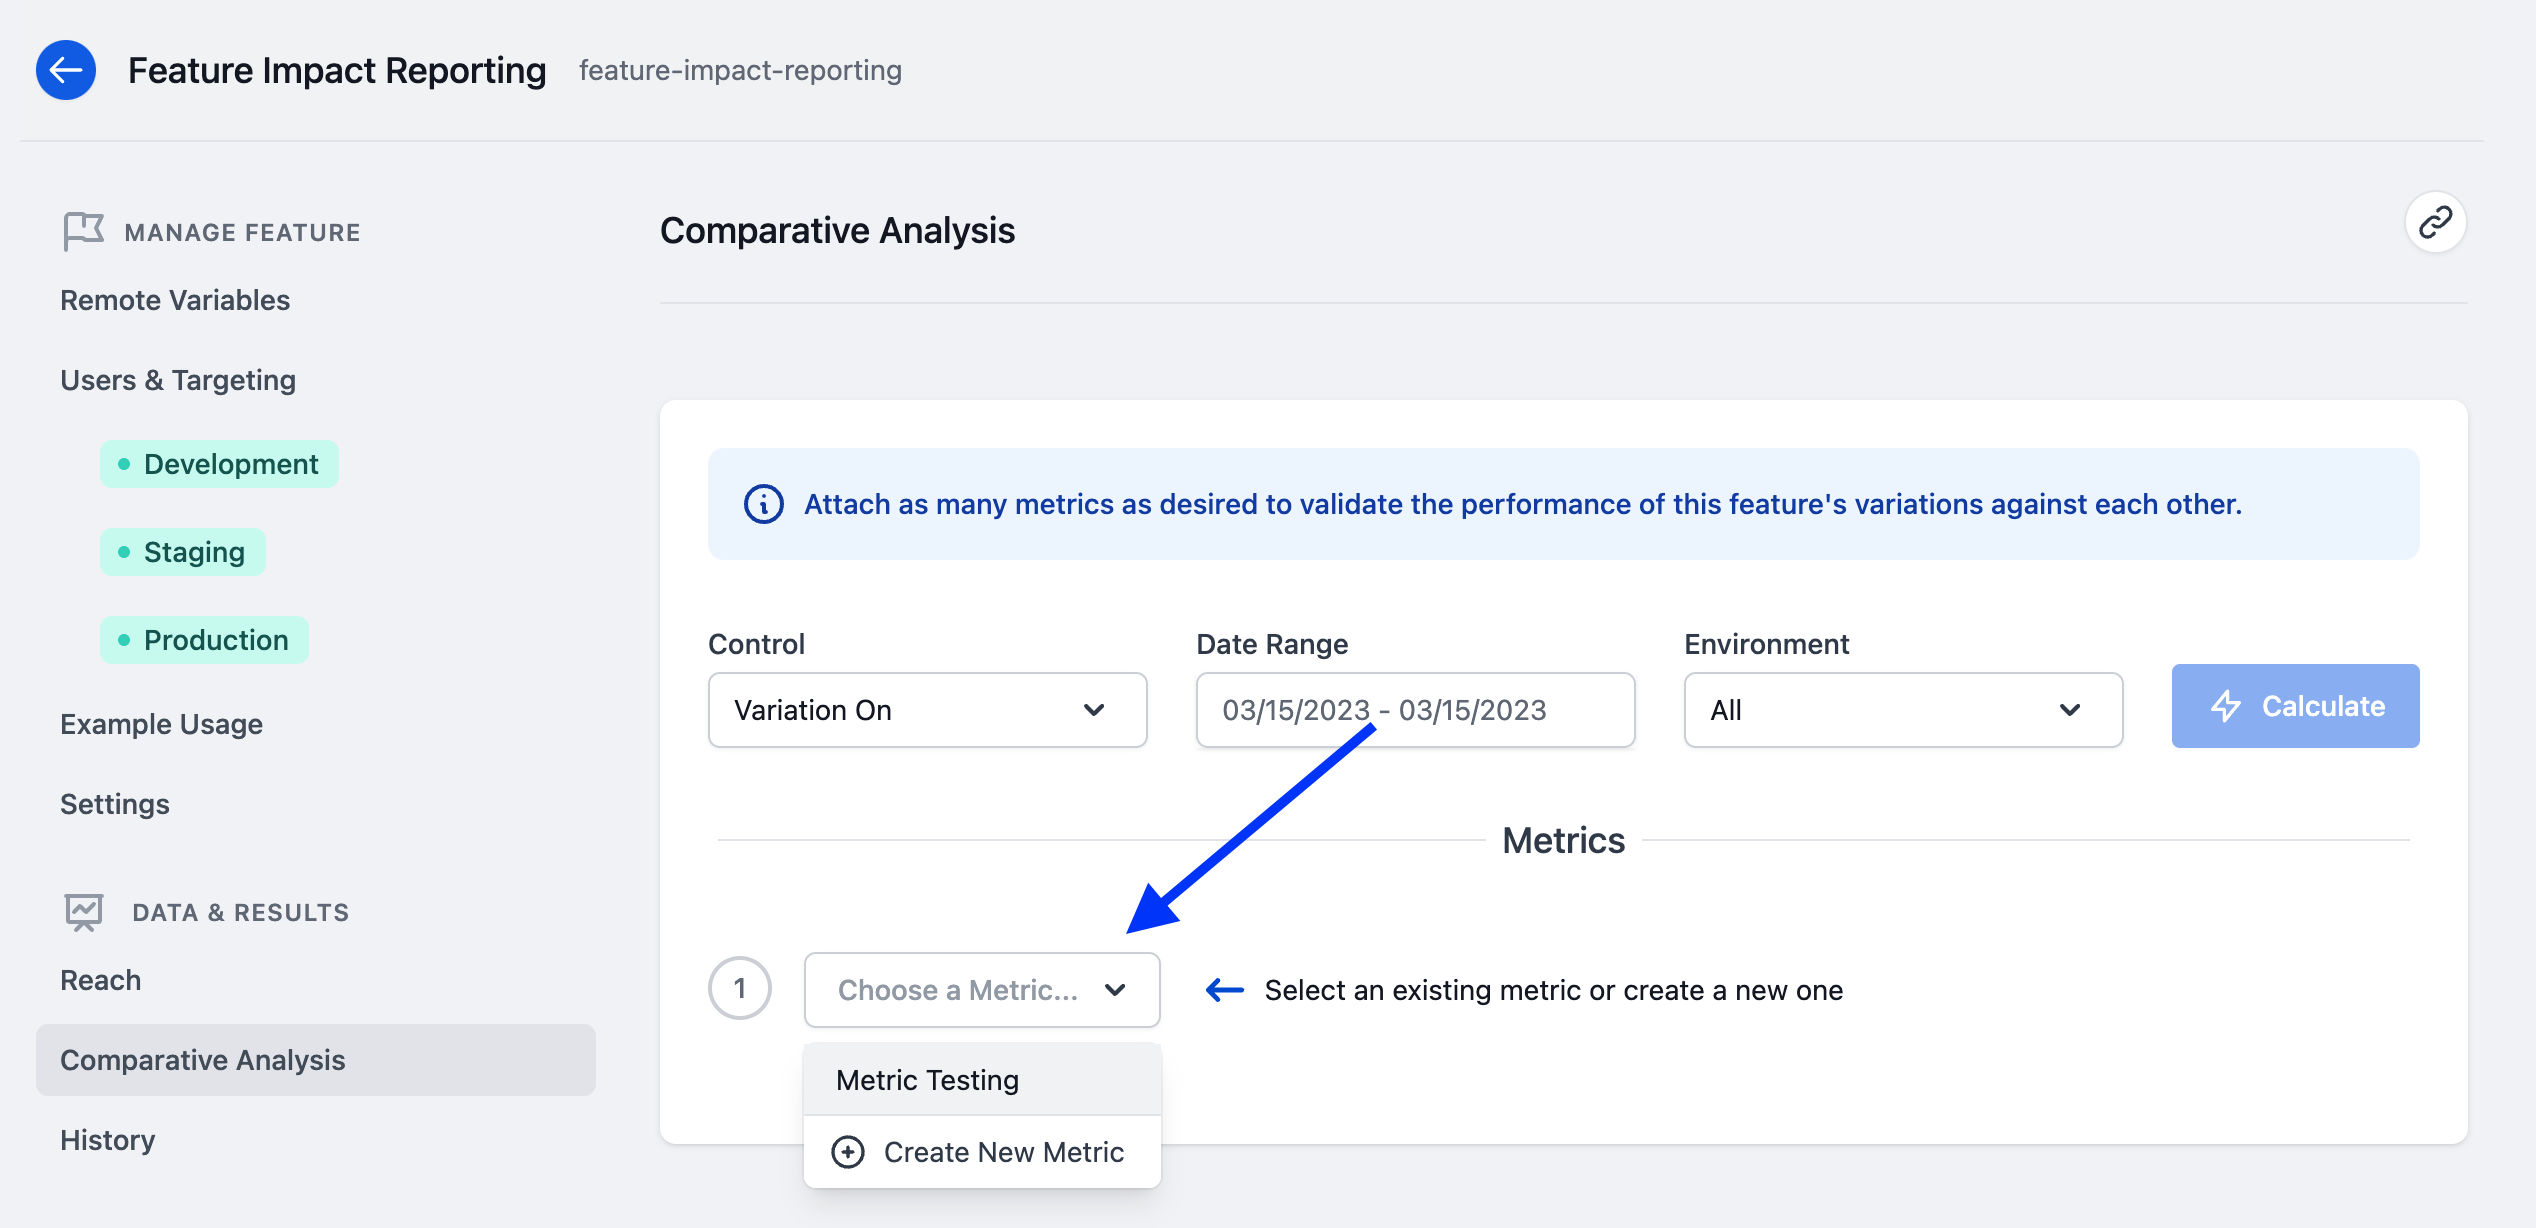 Feature Impact Reporting feature-impact-reporting
MANAGE FEATURE
Remote Variables
Users & Targeting
Development
Staging
Production
Example Usage
Settings
DATA & RESULTS
Reach
Comparative Analysis
History
Comparative Analysis
Attach as many metrics as desired to validate the performance of this feature's variations against each other.
Control
Variation On
Date Range
03/15/2023 - 03/15/2023
Environment
All
Calculate
Metrics
1
Choose a Metric...
Select an existing metric or create a new one
Metric Testing
Create New Metric